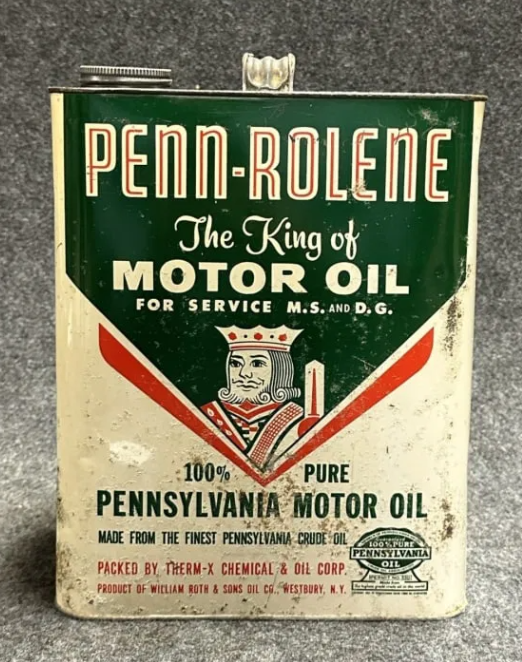 PENN-ROLENE
The King of
MOTOR OIL
FOR SERVICE M.S. AND D.G.
100% PURE
PENNSYLVANIA MOTOR OIL
MADE FROM THE FINEST PENNSYLVANIA CRUDE OIL
PACKED BY THERM-X CHEMICAL & OIL CORP.
PRODUCT OF WILLIAM ROTH & SONS OIL CO., WESTBURY, N.Y.
100% PURE
PENNSYLVANIA
OIL